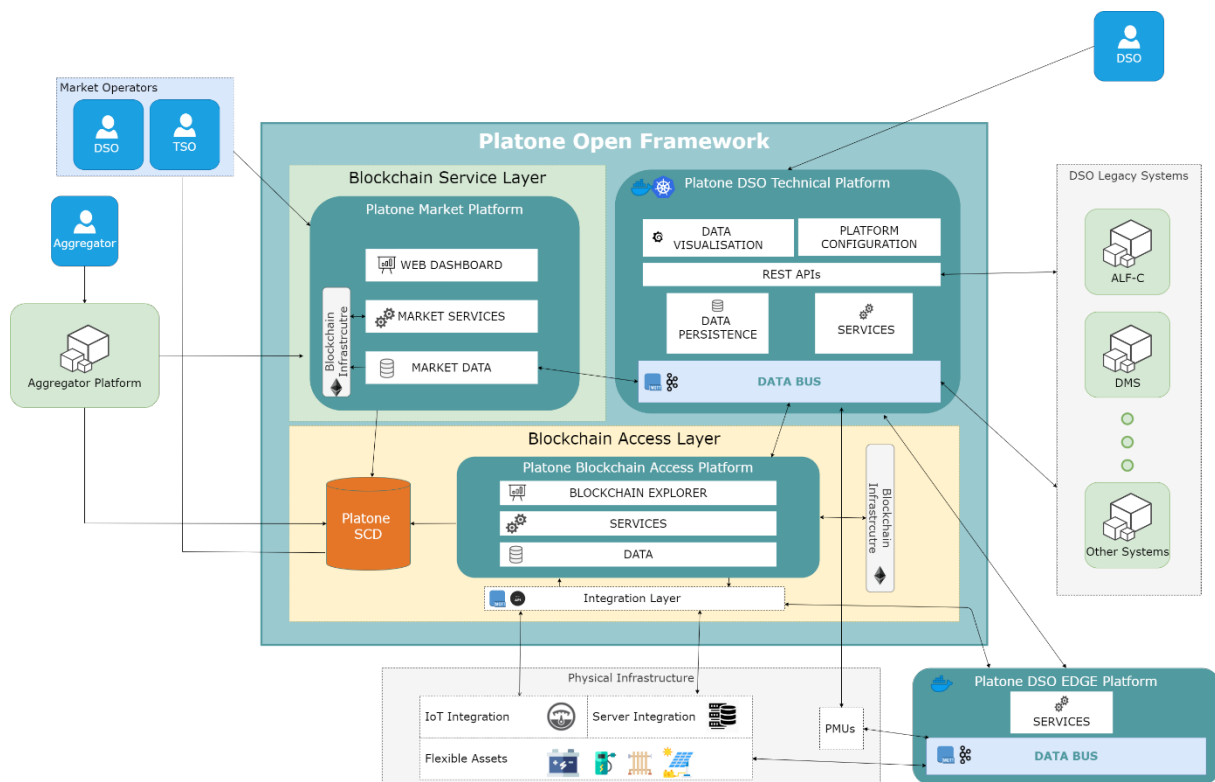 DSO
Market Operators
DSO
TSO
Platone Open Framework
Blockchain Service Layer
Platone DSO Technical Platform
DSO Legacy Systems
Platone Market Platform
Aggregator
DATA
VISUALISATION
PLATFORM
CONFIGURATION
WEB DASHBOARD
REST APIs
ALF-C
Blockchain
Infrastrcutre
MARKET SERVICES
DATA
PERSISTENCE
SERVICES
MARKET DATA
Aggregator Platform
DATA BUS
DMS
Blockchain Access Layer
Platone Blockchain Access Platform
BLOCKCHAIN EXPLORER
Platone
SCD
SERVICES
Blockchain
Infrastrcutre
DATA
Other Systems
Integration Layer
Physical Infrastructure
Platone DSO EDGE Platform
IoT Integration
Server Integration
SERVICES
PMUs
Flexible Assets
DATA BUS